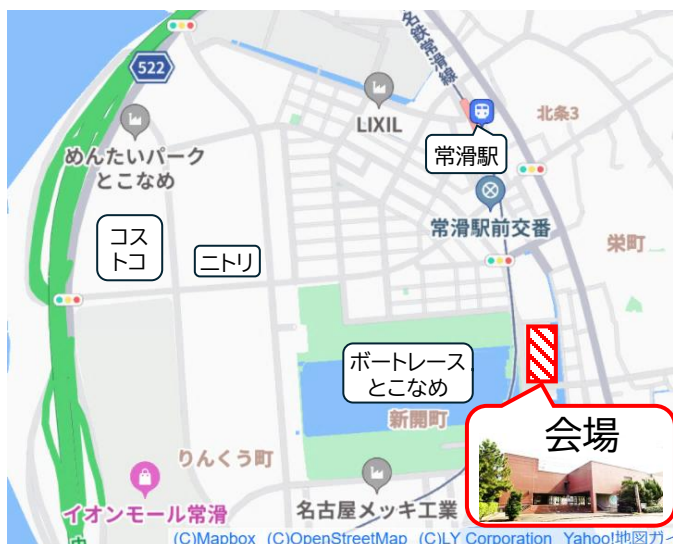 名鉄常滑線
522
LIXIL
北条3
常滑駅
めんたいパーク
とこなめ
常滑駅前交番
栄町
コス
トコ
ニトリ
ボートレース
とこなめ
新開町
会場
りんくう町
イオンモール常滑
名古屋メッキ工業
(C)Mapbox (C)OpenStreetMap (C)LY Corporation Yahoo!地図ガイ